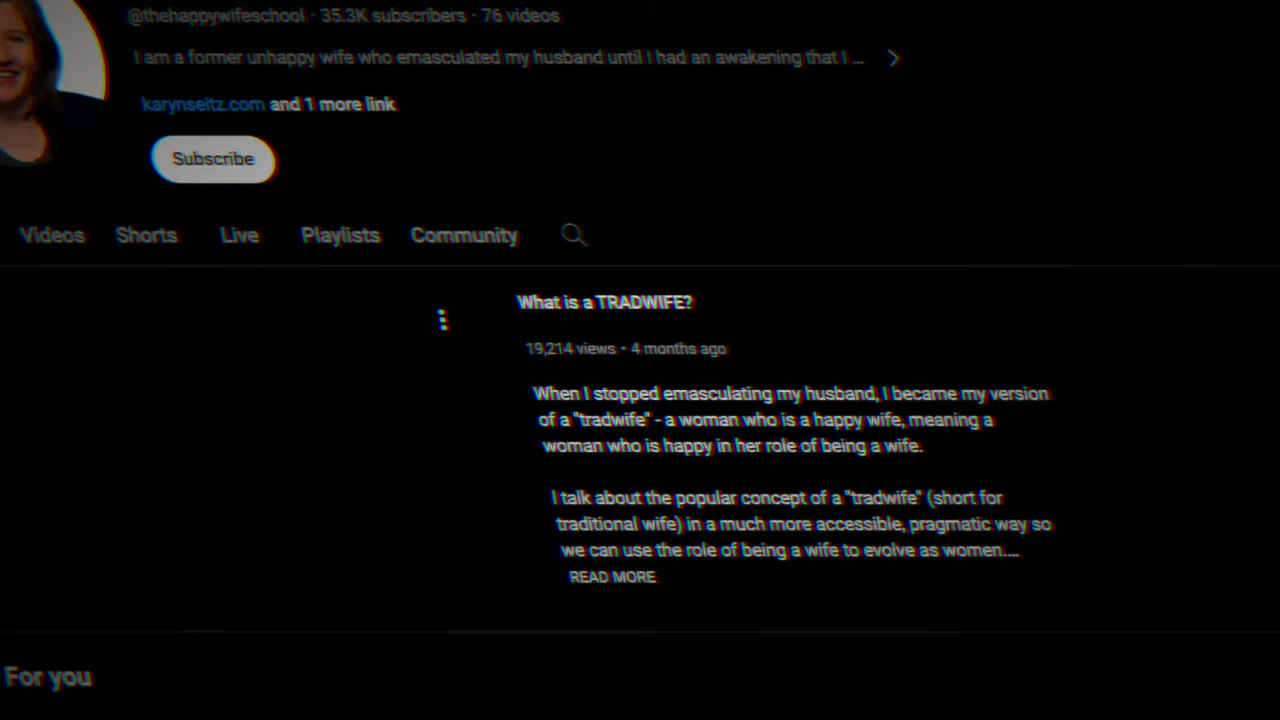 @thehappywifeschool · 35.3K subscribers · 76 videos
I am a former unhappy wife who emasculated my husband until I had an awakening that I ...
karynseitz.com and 1 more link
Subscribe
Videos Shorts Live Playlists Community
What is a TRADWIFE?
19,214 views • 4 months ago
When I stopped emasculating my husband, I became my version
of a "tradwife" - a woman who is a happy wife, meaning a
woman who is happy in her role of being a wife.
I talk about the popular concept of a "tradwife" (short for
traditional wife) in a much more accessible, pragmatic way so
we can use the role of being a wife to evolve as women....
READ MORE
For you